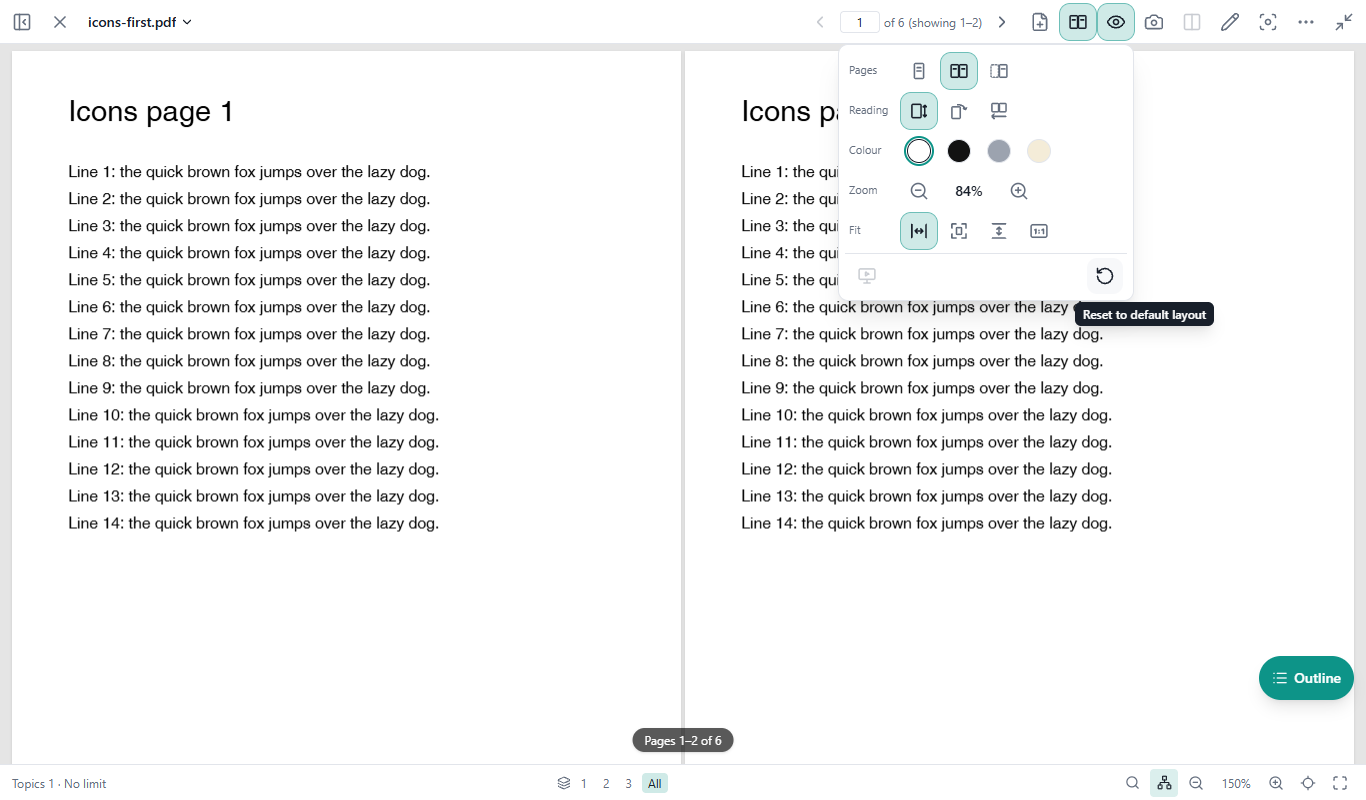 icons-first.pdf
1 of 6 (showing 1–2)
Pages
Reading
Colour
Zoom 84%
Fit 1:1
Reset to default layout
Icons page 1
Line 1: the quick brown fox jumps over the lazy dog.
Line 2: the quick brown fox jumps over the lazy dog.
Line 3: the quick brown fox jumps over the lazy dog.
Line 4: the quick brown fox jumps over the lazy dog.
Line 5: the quick brown fox jumps over the lazy dog.
Line 6: the quick brown fox jumps over the lazy dog.
Line 7: the quick brown fox jumps over the lazy dog.
Line 8: the quick brown fox jumps over the lazy dog.
Line 9: the quick brown fox jumps over the lazy dog.
Line 10: the quick brown fox jumps over the lazy dog.
Line 11: the quick brown fox jumps over the lazy dog.
Line 12: the quick brown fox jumps over the lazy dog.
Line 13: the quick brown fox jumps over the lazy dog.
Line 14: the quick brown fox jumps over the lazy dog.
Icons
Line 1: the
Line 2: the
Line 3: the
Line 4: the
Line 5: the
Line 6: the quick brown fox jumps over the lazy
Line 7: the quick brown fox jumps over the lazy dog.
Line 8: the quick brown fox jumps over the lazy dog.
Line 9: the quick brown fox jumps over the lazy dog.
Line 10: the quick brown fox jumps over the lazy dog.
Line 11: the quick brown fox jumps over the lazy dog.
Line 12: the quick brown fox jumps over the lazy dog.
Line 13: the quick brown fox jumps over the lazy dog.
Line 14: the quick brown fox jumps over the lazy dog.
Outline
Pages 1–2 of 6
Topics 1 · No limit
1 2 3 All
150%